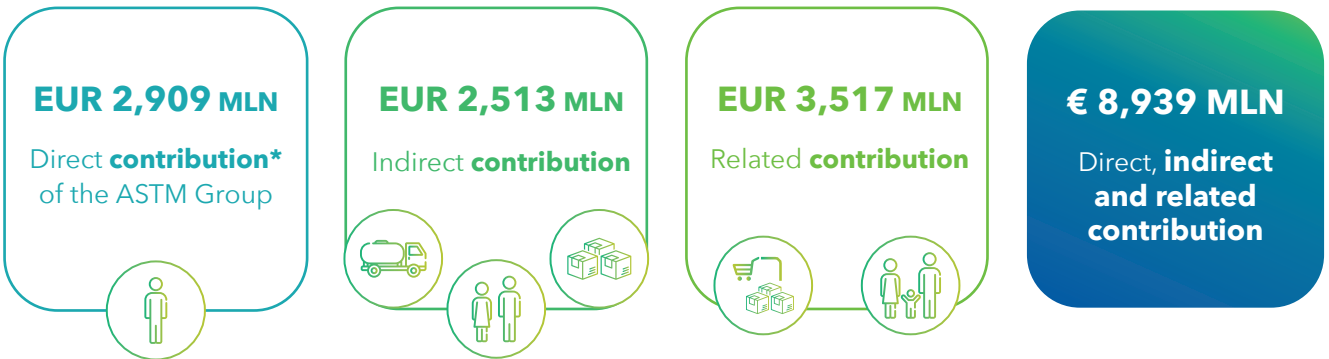 EUR 2,909 MLN
Direct contribution*
of the ASTM Group
EUR 2,513 MLN
Indirect contribution
EUR 3,517 MLN
Related contribution
€ 8,939 MLN
Direct, indirect
and related
contribution